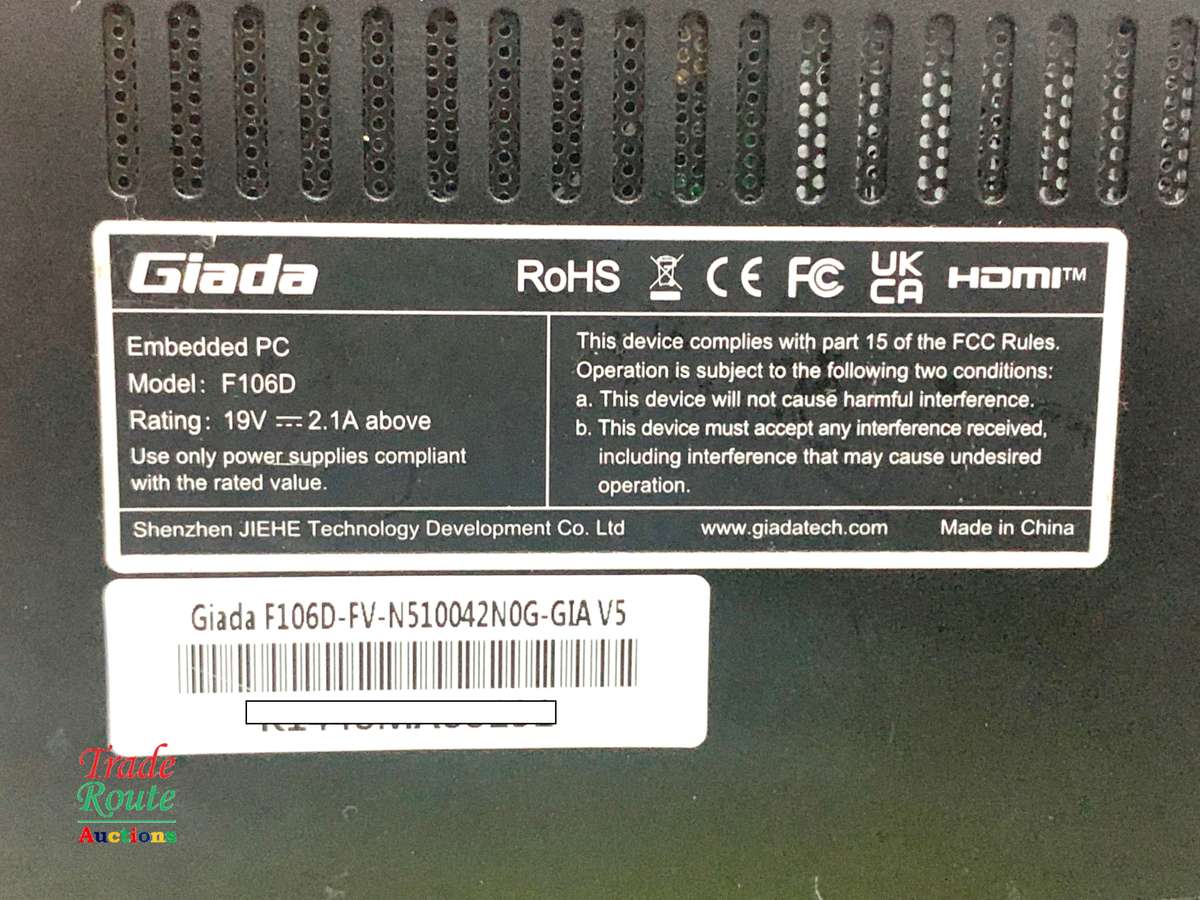 Giada
RoHS CE FC UK CA HDMI™
Embedded PC
Model: F106D
Rating: 19V ⎓ 2.1A above
Use only power supplies compliant
with the rated value.
This device complies with part 15 of the FCC Rules.
Operation is subject to the following two conditions:
a. This device will not cause harmful interference.
b. This device must accept any interference received,
including interference that may cause undesired
operation.
Shenzhen JIEHE Technology Development Co. Ltd www.giadatech.com Made in China
Giada F106D-FV-N510042N0G-GIA V5
Trade
Route
Auctions